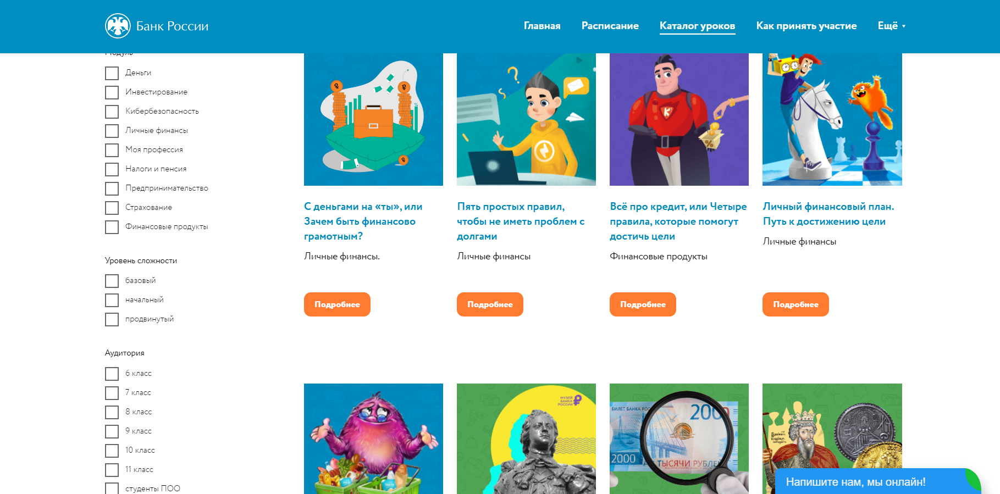 Банк России
Главная
Расписание
Каталог уроков
Как принять участие
Ещё
Модуль
Деньги
Инвестирование
Кибербезопасность
Личные финансы
Моя профессия
Налоги и пенсия
Предпринимательство
Страхование
Финансовые продукты
Уровень сложности
базовый
начальный
продвинутый
Аудитория
6 класс
7 класс
8 класс
9 класс
10 класс
11 класс
студенты ПОО
С деньгами на «ты», или
Зачем быть финансово
грамотным?
Личные финансы.
Подробнее
Пять простых правил,
чтобы не иметь проблем с
долгами
Личные финансы
Подробнее
К
%
Всё про кредит, или Четыре
правила, которые помогут
достичь цели
Финансовые продукты
Подробнее
Личный финансовый план.
Путь к достижению цели
Личные финансы
Подробнее
МУЗЕЙ
БАНКА
РОССИИ
БИЛЕТ БАНКА РОС
2000
2000
ТЫСЯЧИ РУБЛЕЙ
Напишите нам, мы онлайн!